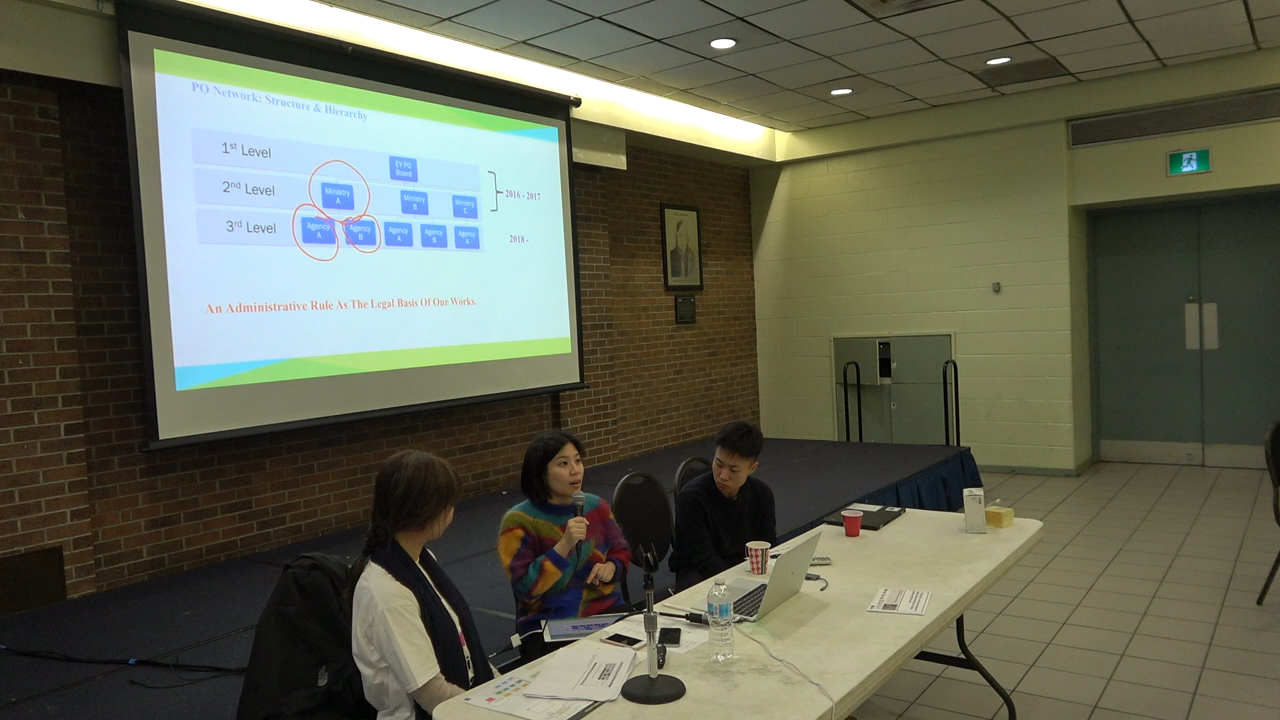 PO Network: Structure & Hierarchy
1st Level
EY PO
Board
2nd Level
Ministry
A
Ministry
B
Ministry
C
2016 - 2017
3rd Level
Agency
A
Agency
B
Agency
A
Agency
B
Agency
A
2018 -
An Administrative Rule As The Legal Basis Of Our Works.